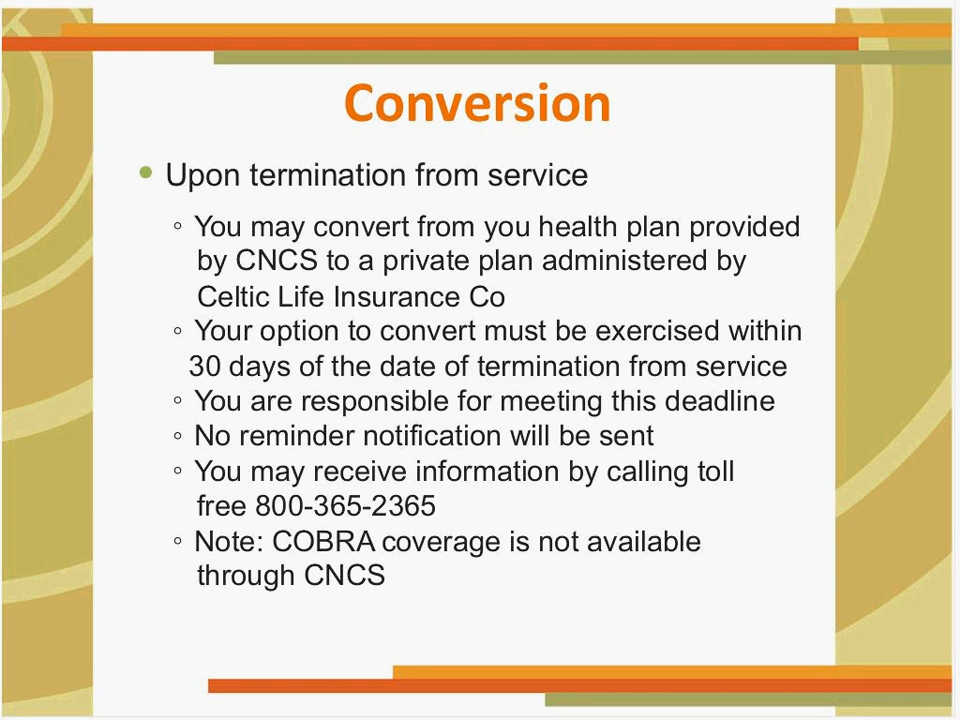 Conversion
• Upon termination from service
◦ You may convert from you health plan provided
by CNCS to a private plan administered by
Celtic Life Insurance Co
◦ Your option to convert must be exercised within
30 days of the date of termination from service
◦ You are responsible for meeting this deadline
◦ No reminder notification will be sent
◦ You may receive information by calling toll
free 800-365-2365
◦ Note: COBRA coverage is not available
through CNCS